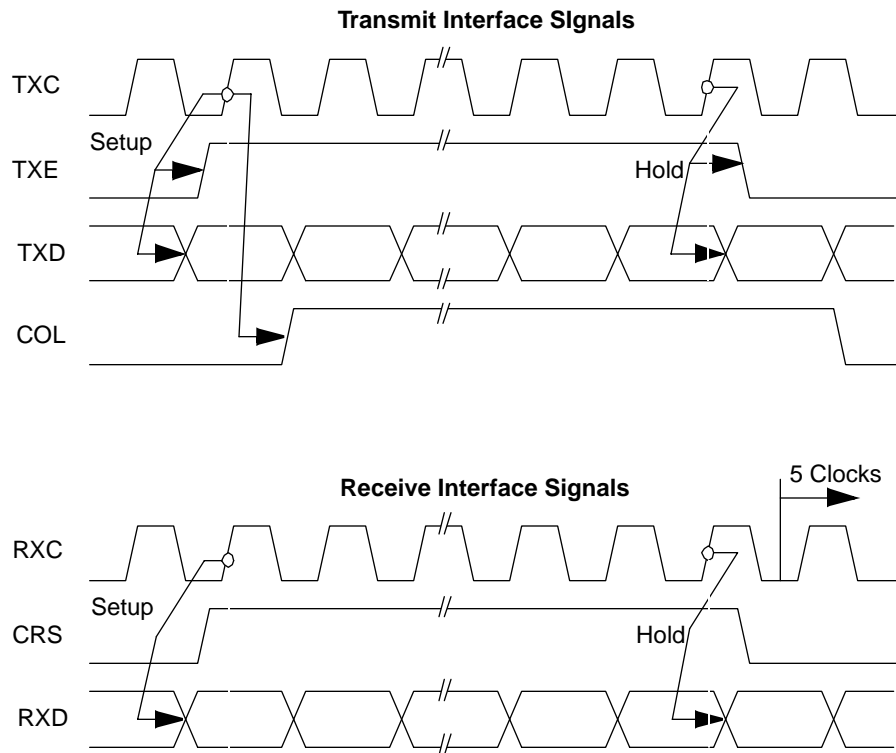 Transmit Interface SIgnals
TXC
Setup
TXE
Hold
TXD
COL
5 Clocks
Receive Interface Signals
RXC
Setup
CRS
Hold
RXD